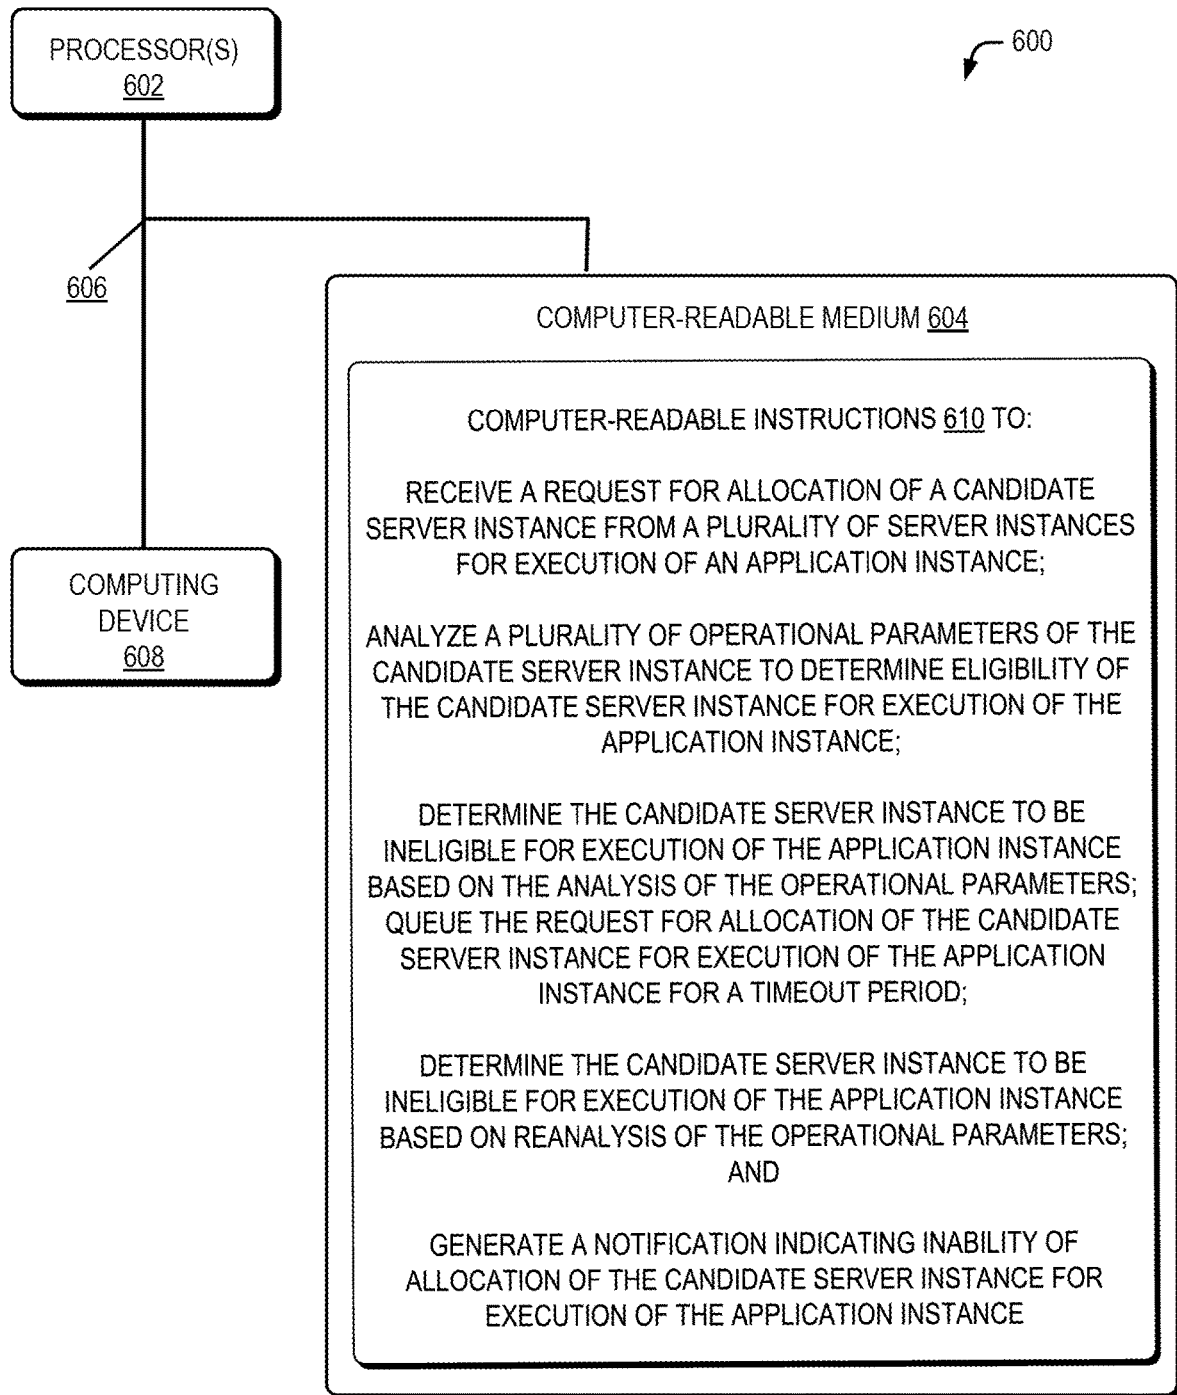 PROCESSOR(S)
602
600
606
COMPUTER-READABLE MEDIUM 604
COMPUTER-READABLE INSTRUCTIONS 610 TO:
RECEIVE A REQUEST FOR ALLOCATION OF A CANDIDATE
SERVER INSTANCE FROM A PLURALITY OF SERVER INSTANCES
FOR EXECUTION OF AN APPLICATION INSTANCE;
ANALYZE A PLURALITY OF OPERATIONAL PARAMETERS OF THE
CANDIDATE SERVER INSTANCE TO DETERMINE ELIGIBILITY OF
THE CANDIDATE SERVER INSTANCE FOR EXECUTION OF THE
APPLICATION INSTANCE;
DETERMINE THE CANDIDATE SERVER INSTANCE TO BE
INELIGIBLE FOR EXECUTION OF THE APPLICATION INSTANCE
BASED ON THE ANALYSIS OF THE OPERATIONAL PARAMETERS;
QUEUE THE REQUEST FOR ALLOCATION OF THE CANDIDATE
SERVER INSTANCE FOR EXECUTION OF THE APPLICATION
INSTANCE FOR A TIMEOUT PERIOD;
DETERMINE THE CANDIDATE SERVER INSTANCE TO BE
INELIGIBLE FOR EXECUTION OF THE APPLICATION INSTANCE
BASED ON REANALYSIS OF THE OPERATIONAL PARAMETERS;
AND
GENERATE A NOTIFICATION INDICATING INABILITY OF
ALLOCATION OF THE CANDIDATE SERVER INSTANCE FOR
EXECUTION OF THE APPLICATION INSTANCE
COMPUTING
DEVICE
608